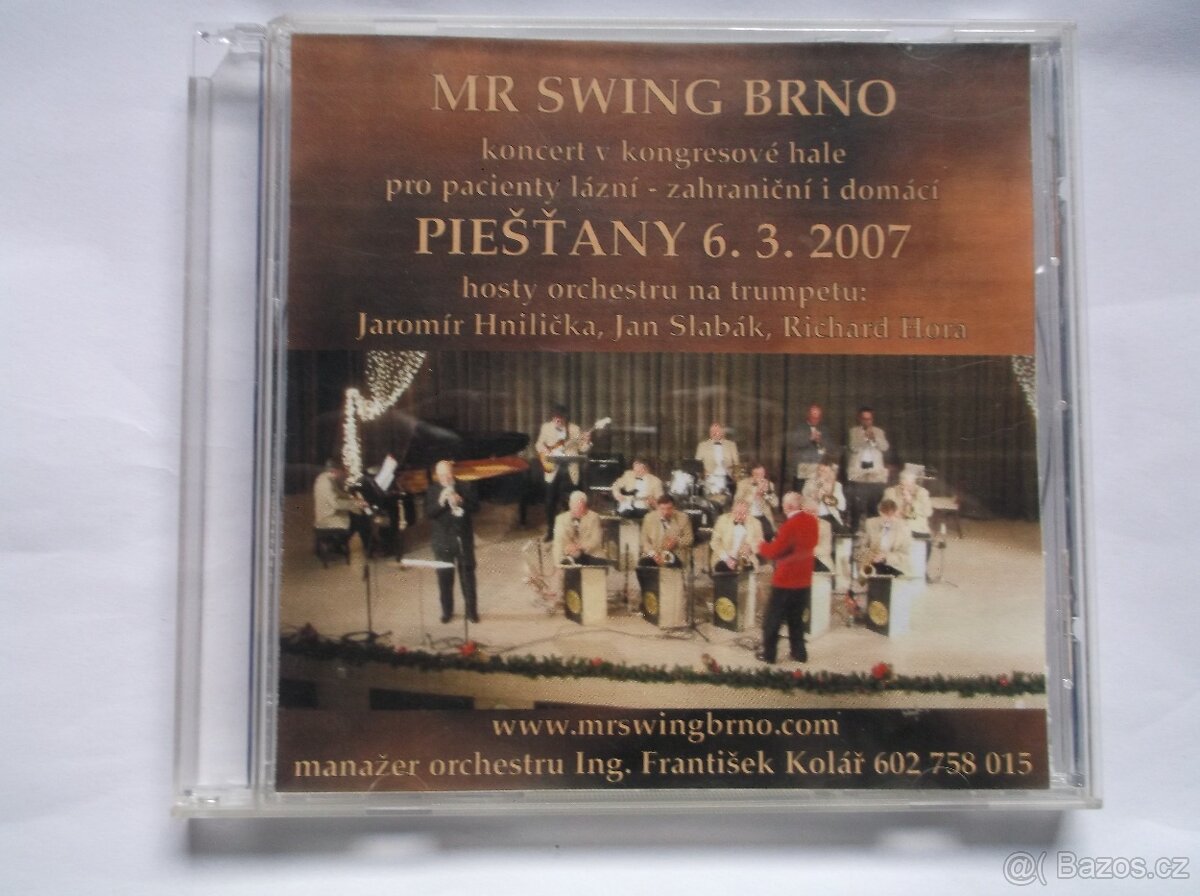 MR SWING BRNO
koncert v kongresové hale
pro pacienty lázní - zahraniční i domácí
PIEŠŤANY 6. 3. 2007
hosty orchestru na trumpetu:
Jaromír Hnilička, Jan Slabák, Richard Hora
www.mrswingbrno.com
manažer orchestru Ing. František Kolář 602 758 015
@( Bazos.cz